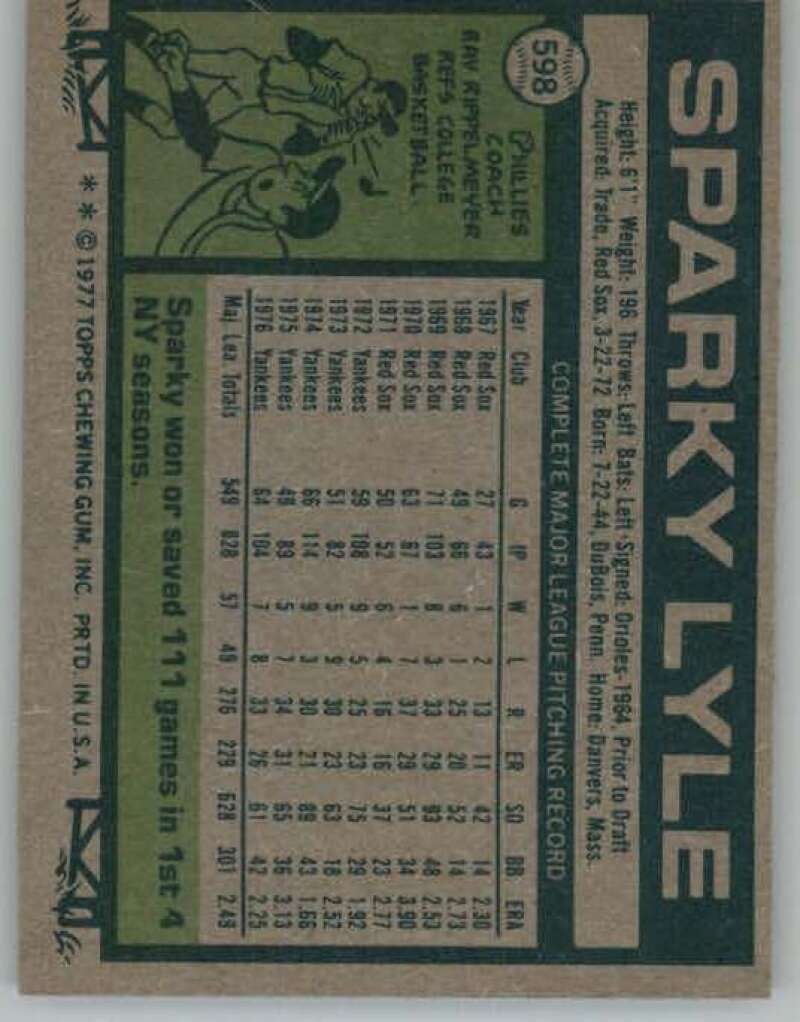 598
SPARKY LYLE
Height: 6'1" Weight: 196 Throws: Left Bats: Left Signed: Orioles-1964, Prior to Draft
Acquired: Trade, Red Sox, 3-22-72 Born: 7-22-44, DuBois, Penn. Home: Danvers, Mass.
PHILLIES
COACH
RAY RIPPELMEYER
REFS COLLEGE
BASKETBALL
COMPLETE MAJOR LEAGUE PITCHING RECORD
Year Club G IP W L R ER SO BB ERA
1967 Red Sox 27 43 1 2 13 11 42 14 2.30
1968 Red Sox 49 66 6 1 25 20 52 14 2.73
1969 Red Sox 71 103 8 3 33 29 93 48 2.53
1970 Red Sox 63 67 1 7 37 29 51 34 3.90
1971 Red Sox 50 52 6 4 16 16 37 23 2.77
1972 Yankees 59 108 9 5 25 23 75 29 1.92
1973 Yankees 51 82 5 9 30 23 63 18 2.52
1974 Yankees 66 114 9 3 30 21 89 43 1.66
1975 Yankees 49 89 5 7 34 31 65 36 3.13
1976 Yankees 64 104 7 8 33 26 61 42 2.25
Maj. Lea. Totals 549 828 57 49 276 229 628 301 2.49
Sparky won or saved 111 games in 1st 4
NY seasons.
* * © 1977 TOPPS CHEWING GUM, INC. PRTD. IN U.S.A.